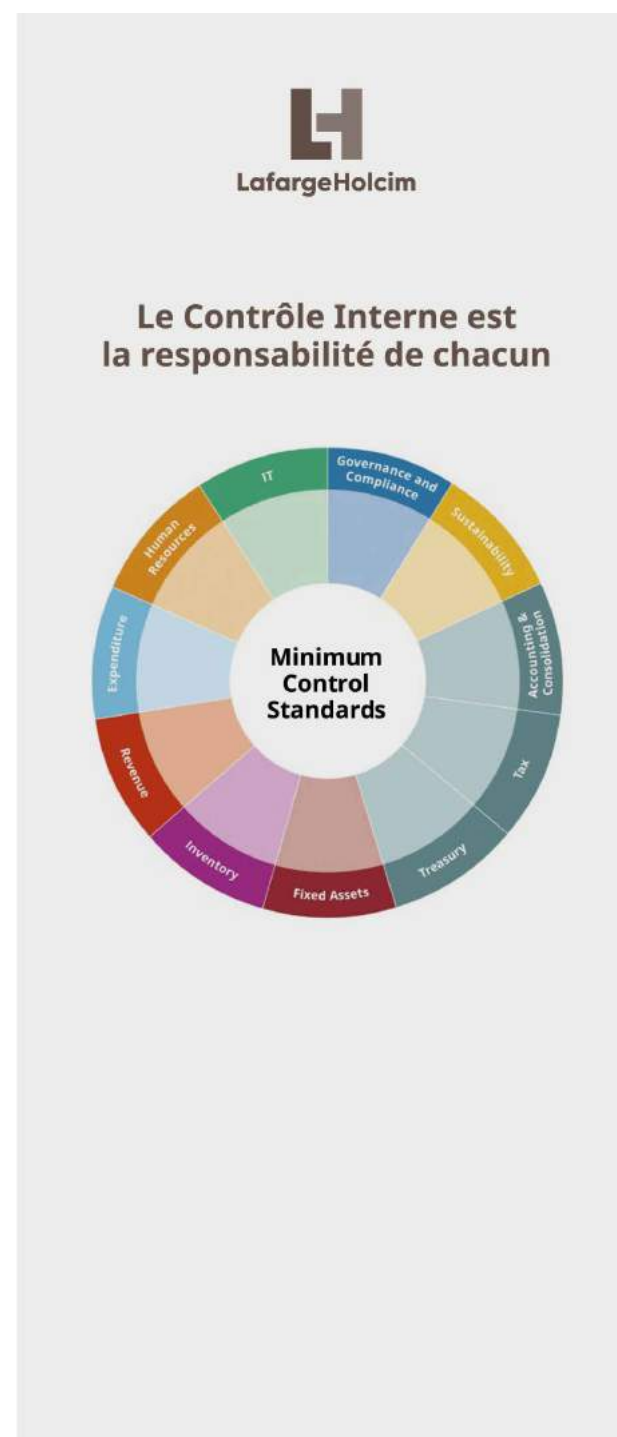 LafargeHolcim
Le Contrôle Interne est
la responsabilité de chacun
Governance and
Compliance
Sustainability
Accounting &
Consolidation
Tax
Treasury
Fixed Assets
Inventory
Revenue
Expenditure
Human
Resources
IT
Minimum
Control
Standards